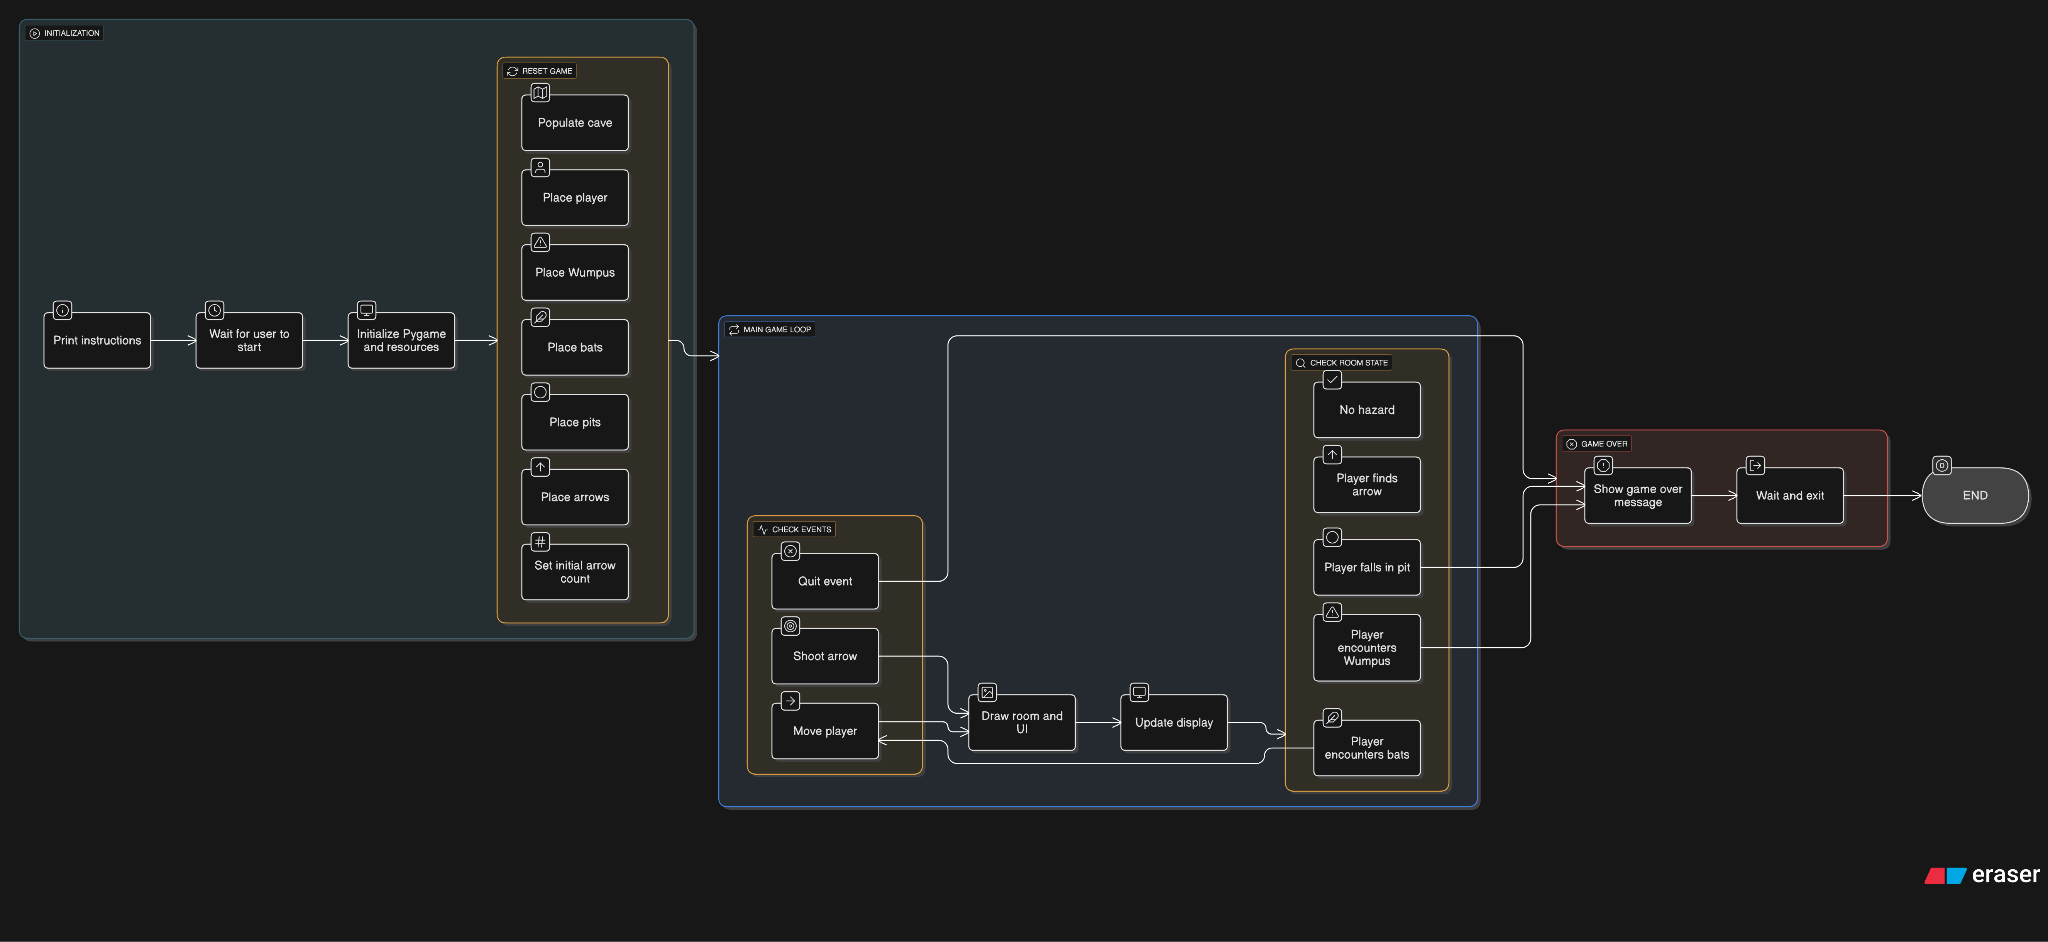 INITIALIZATION
RESET GAME
Populate cave
Place player
Place Wumpus
Print instructions
Wait for user to
start
Initialize Pygame
and resources
Place bats
Place pits
Place arrows
Set initial arrow
count
MAIN GAME LOOP
CHECK EVENTS
Quit event
Shoot arrow
Move player
Draw room and
UI
Update display
CHECK ROOM STATE
No hazard
Player finds
arrow
Player falls in pit
Player
encounters
Wumpus
Player
encounters bats
GAME OVER
Show game over
message
Wait and exit
END
eraser